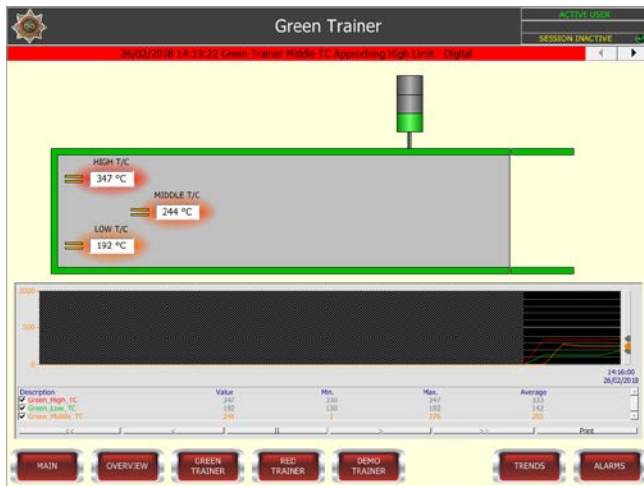 Green Trainer
ACTIVE USER
SESSION INACTIVE
26/02/2018 14:19:22 Green Trainer Middle TC Approching High Limit - Digital
HIGH T/C
347 °C
MIDDLE T/C
244 °C
LOW T/C
192 °C
1000
500
0
14:16:00
26/02/2018
Description Value Min. Max. Average
Green_High_TC 347 330 347 333
Green_Low_TC 192 130 192 142
Green_Middle_TC 244 2
<< < II > >> Print
MAIN
OVERVIEW
GREEN TRAINER
RED TRAINER
DEMO TRAINER
TRENDS
ALARMS